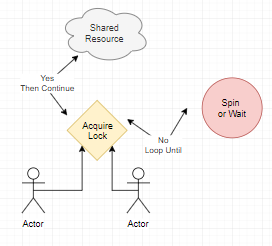 Shared
Resource
Yes
Then Continue
Acquire
Lock
No
Loop Until
Spin
or Wait
Actor
Actor